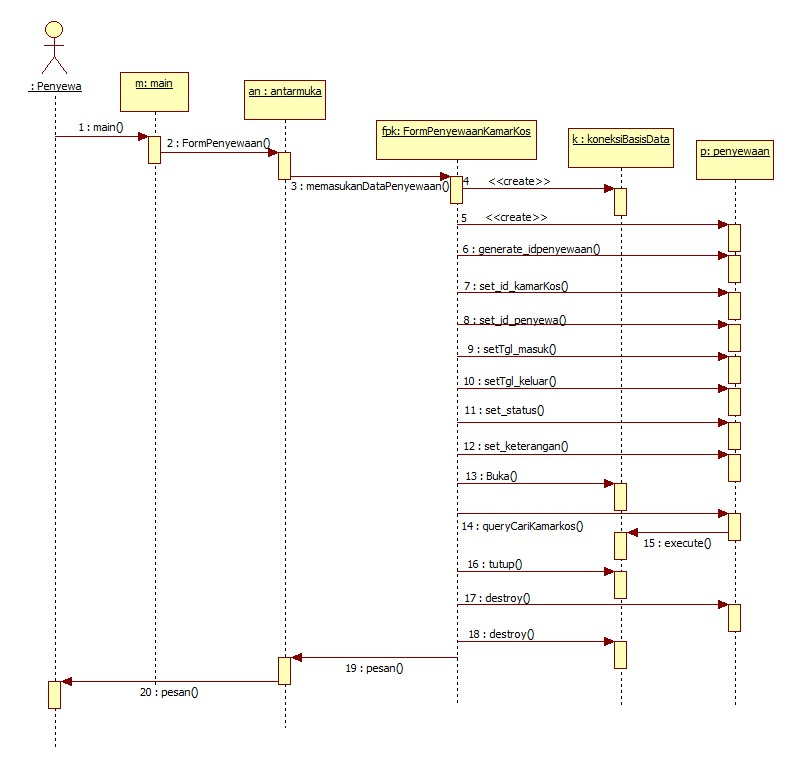 : Penyewa
m: main
an : antarmuka
fpk: FormPenyewaanKamarKos
k : koneksiBasisData
p: penyewaan
1 : main()
2 : FormPenyewaan()
3 : memasukanDataPenyewaan()
4 <<create>>
5 <<create>>
6 : generate_idpenyewaan()
7 : set_id_kamarKos()
8 : set_id_penyewa()
9 : setTgl_masuk()
10 : setTgl_keluar()
11 : set_status()
12 : set_keterangan()
13 : Buka()
14 : queryCariKamarkos()
15 : execute()
16 : tutup()
17 : destroy()
18 : destroy()
19 : pesan()
20 : pesan()